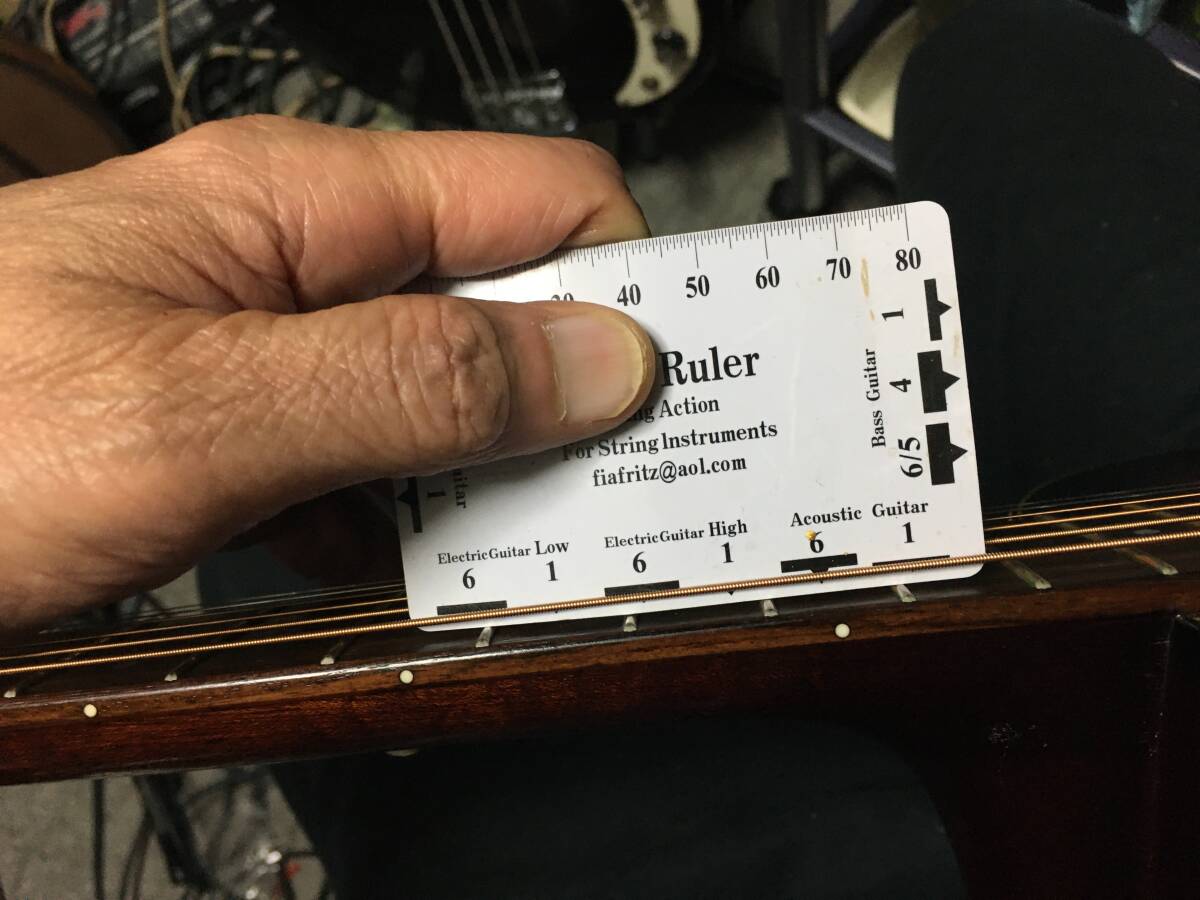 40 50 60 70 80
Ruler
Action
For String Instruments
fiafritz@aol.com
1
Bass Guitar 6/5 4 1
ElectricGuitar Low
6 1
ElectricGuitar High
6 1
Acoustic Guitar
6 1